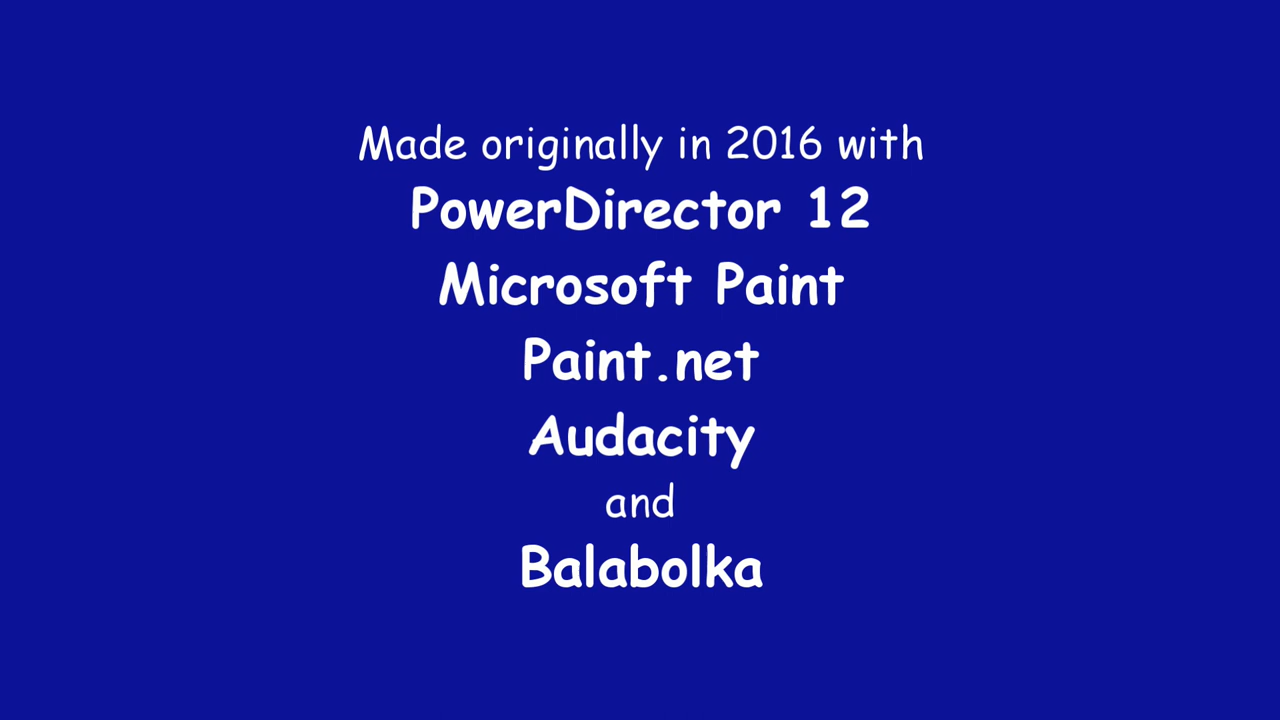 Made originally in 2016 with
PowerDirector 12
Microsoft Paint
Paint.net
Audacity
and
Balabolka